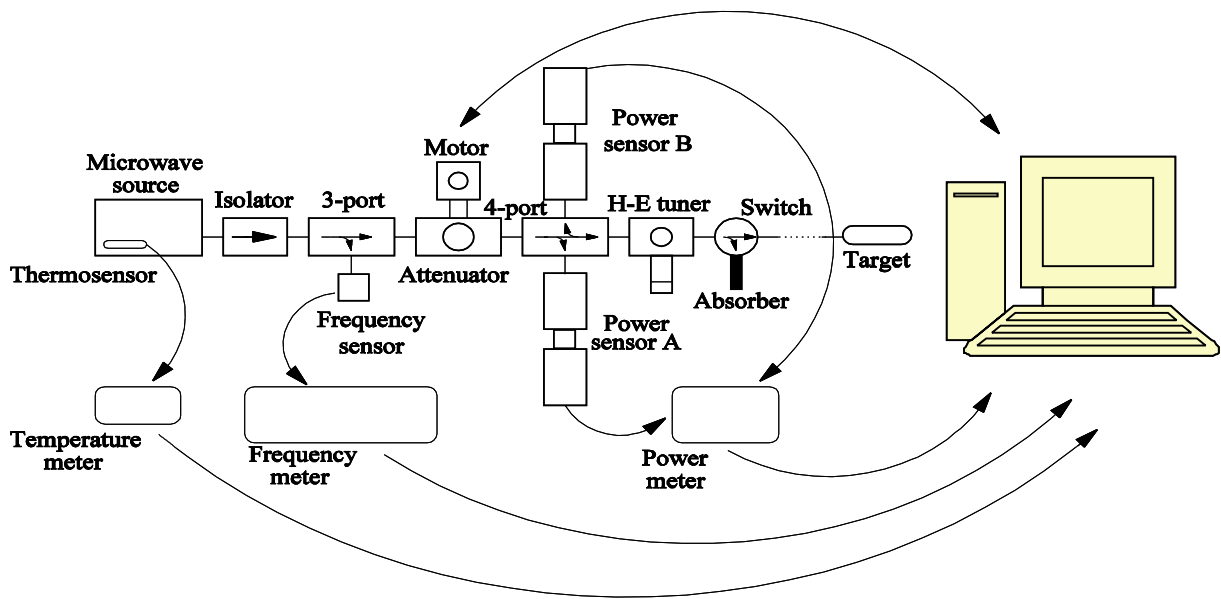 Power
sensor B
Motor
Microwave
source
Isolator
3-port
4-port
H-E tuner
Switch
Thermosensor
Attenuator
Target
Absorber
Frequency
sensor
Power
sensor A
Temperature
meter
Frequency
meter
Power
meter